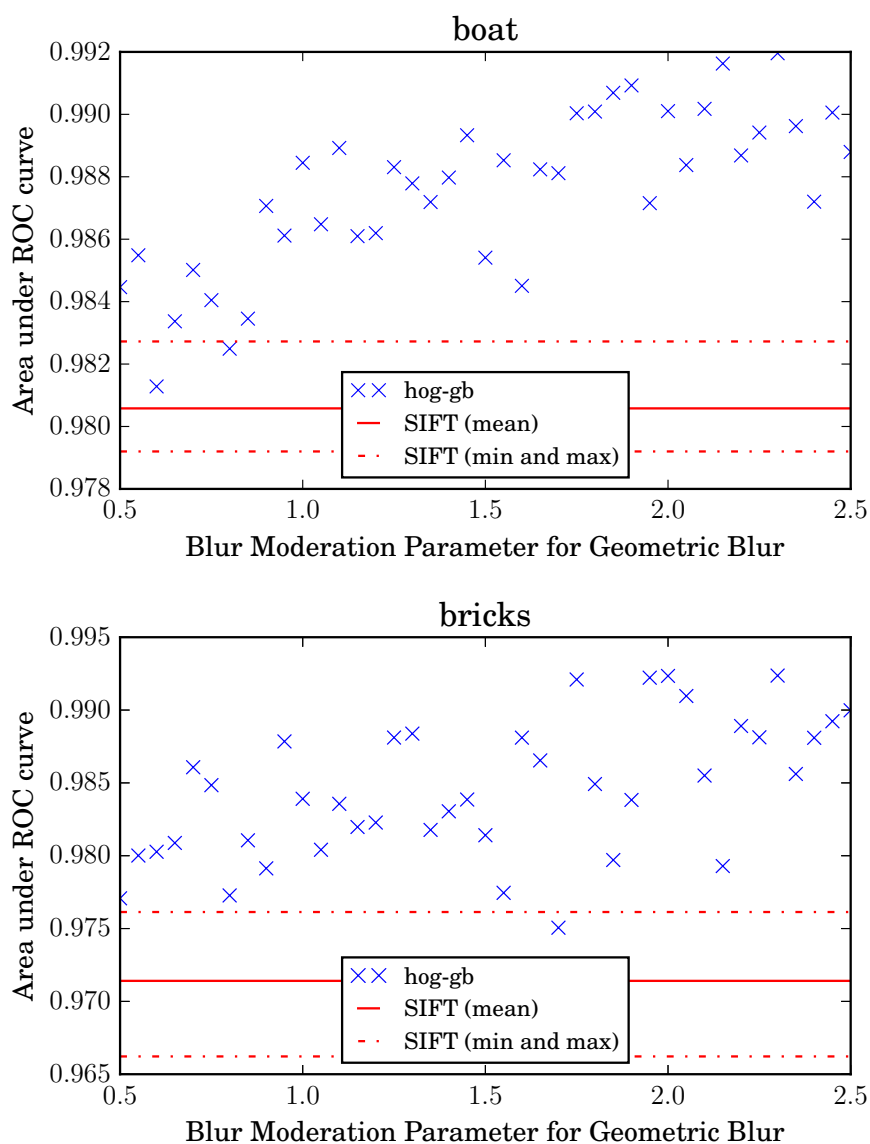 boat
0.992
0.990
0.988
0.986
0.984
0.982
0.980
0.978
Area under ROC curve
hog-gb
SIFT (mean)
SIFT (min and max)
0.5 1.0 1.5 2.0 2.5
Blur Moderation Parameter for Geometric Blur
bricks
0.995
0.990
0.985
0.980
0.975
0.970
0.965
Area under ROC curve
hog-gb
SIFT (mean)
SIFT (min and max)
0.5 1.0 1.5 2.0 2.5
Blur Moderation Parameter for Geometric Blur